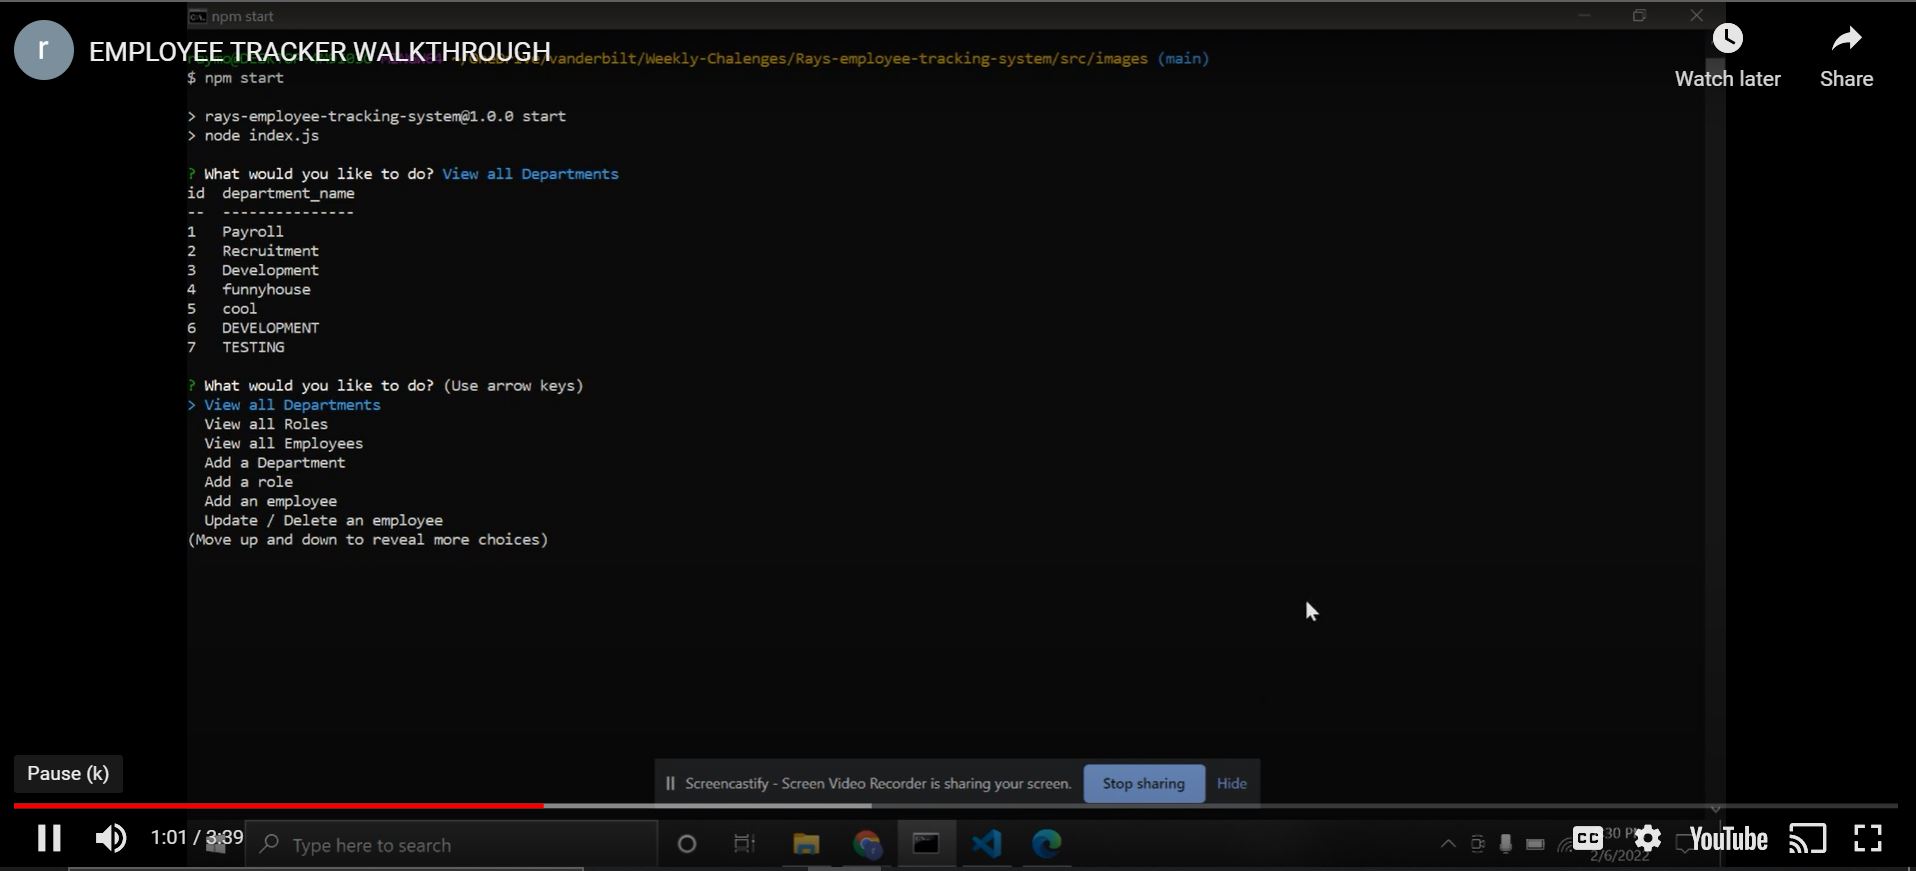 npm start
r
EMPLOYEE TRACKER WALKTHROUGH
/vanderbilt/Weekly-Chalenges/Rays-employee-tracking-system/src/images (main)
Watch later
Share
$ npm start
> rays-employee-tracking-system@1.0.0 start
> node index.js
? What would you like to do? View all Departments
id department_name
-- ---------------
1 Payroll
2 Recruitment
3 Development
4 funnyhouse
5 cool
6 DEVELOPMENT
7 TESTING
? What would you like to do? (Use arrow keys)
> View all Departments
View all Roles
View all Employees
Add a Department
Add a role
Add an employee
Update / Delete an employee
(Move up and down to reveal more choices)
Pause (k)
Screencastify - Screen Video Recorder is sharing your screen.
Stop sharing
Hide
1:01 / 3:39
Type here to search
CC
YouTube
2/6/2022